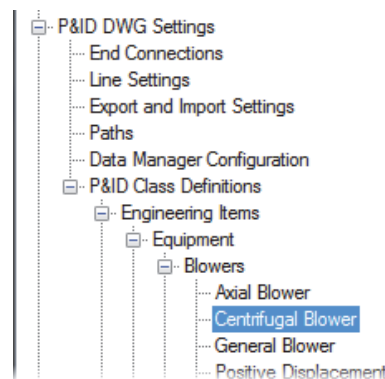 P&ID DWG Settings
End Connections
Line Settings
Export and Import Settings
Paths
Data Manager Configuration
P&ID Class Definitions
Engineering Items
Equipment
Blowers
Axial Blower
Centrifugal Blower
General Blower
Positive Displacement